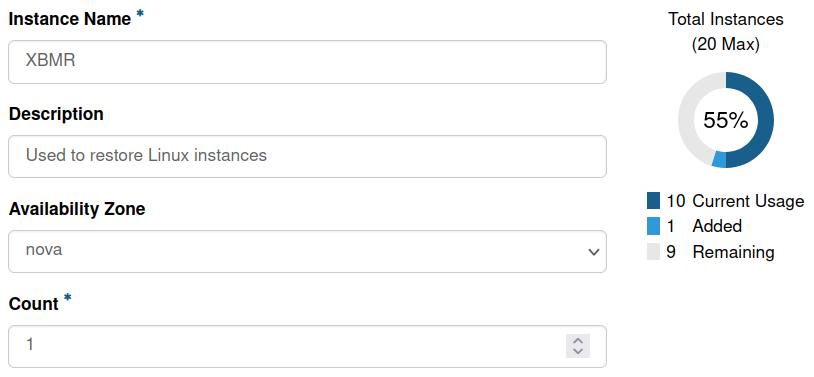 Instance Name *
XBMR
Description
Used to restore Linux instances
Availability Zone
nova
Count *
1
Total Instances
(20 Max)
55%
10 Current Usage
1 Added
9 Remaining